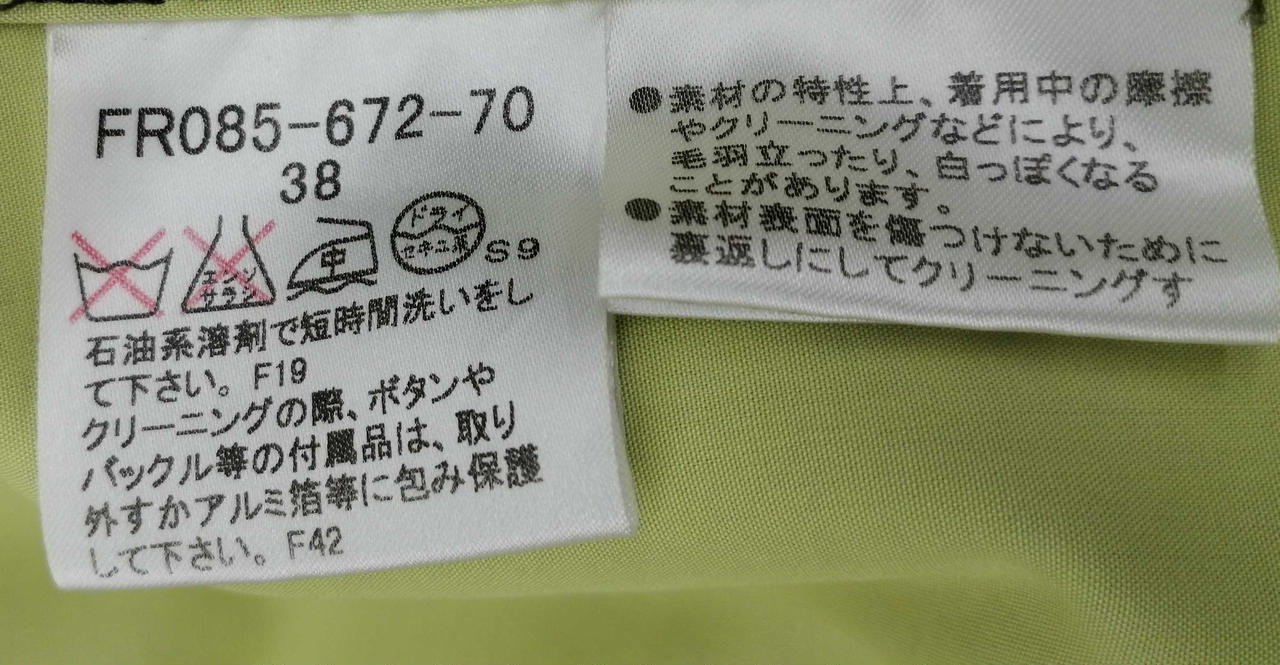 FR085-672-70
38
エンソ
サラシ
中
ドライ
セキユ系
S9
石油系溶剤で短時間洗いをし
て下さい。F19
クリーニングの際、ボタンや
バックル等の付属品は、取り
外すかアルミ箔等に包み保護
して下さい。F42
●素材の特性上、着用中の摩擦
やクリーニングなどにより、
毛羽立ったり、白っぽくなる
ことがあります。
●素材表面を傷つけないために
裏返しにしてクリーニングす